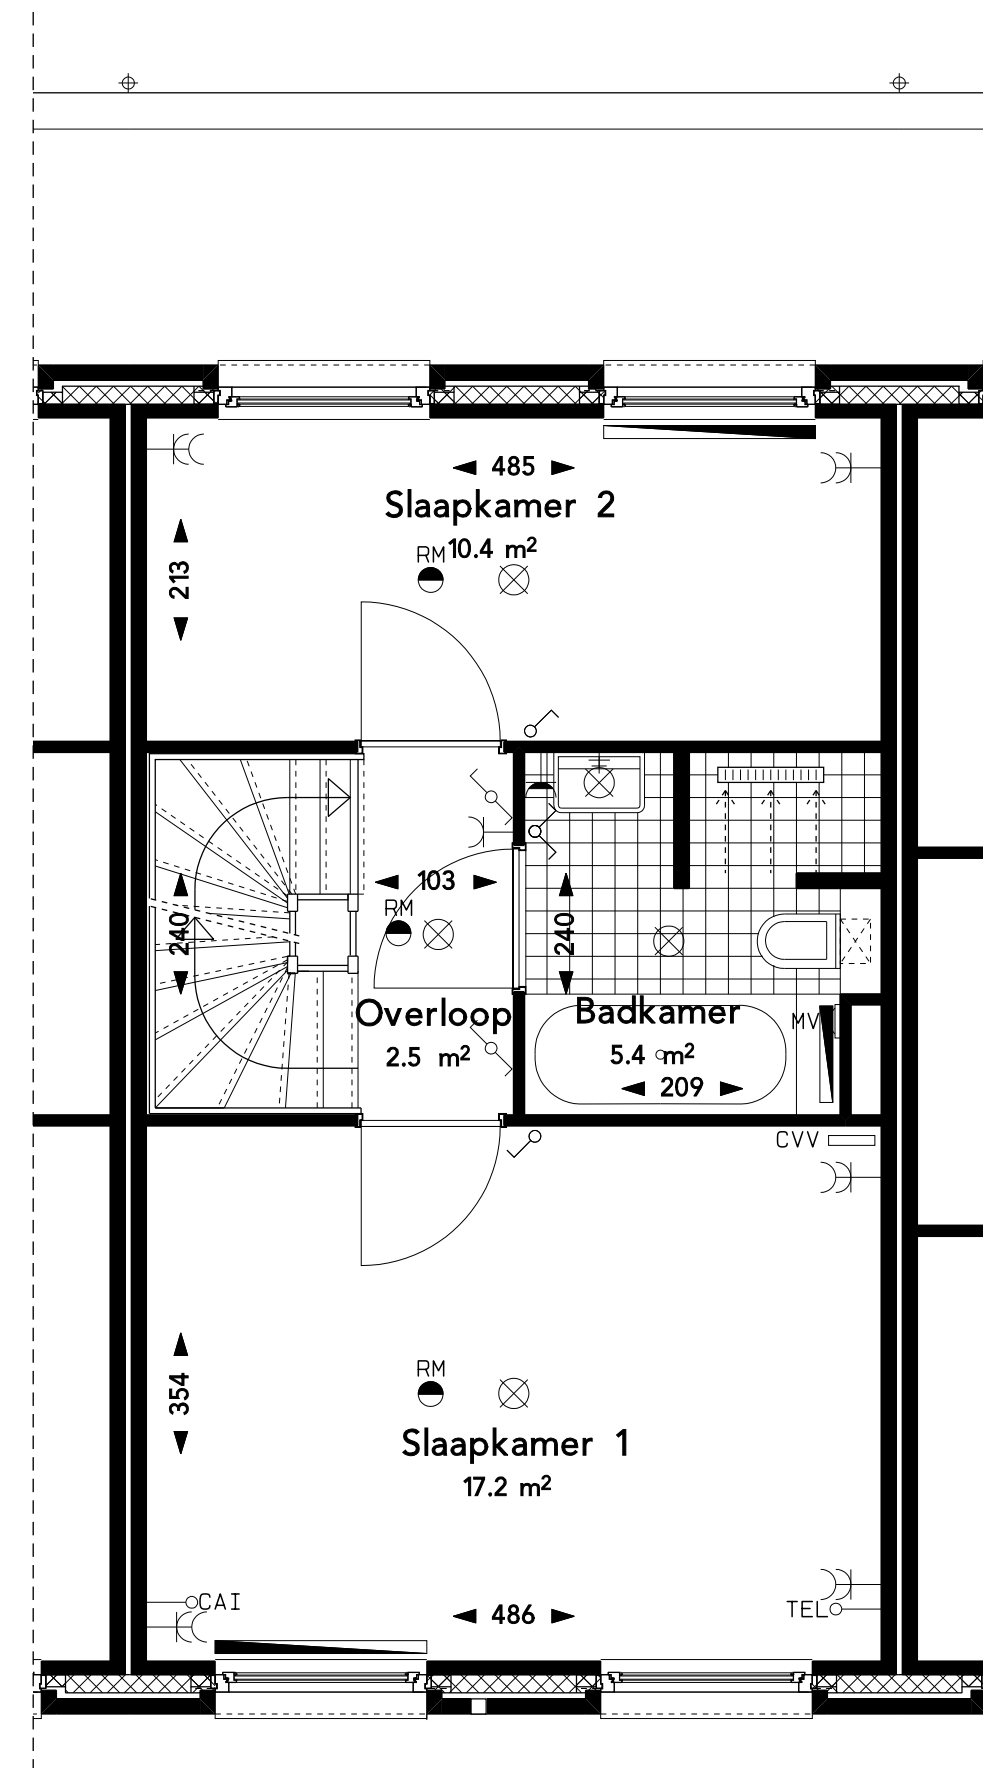 485
Slaapkamer 2
10.4 m²
RM
213
103
RM
240
240
Overloop
2.5 m²
Badkamer
5.4 m²
209
MV
CVV
354
RM
Slaapkamer 1
17.2 m²
CAI
486
TEL